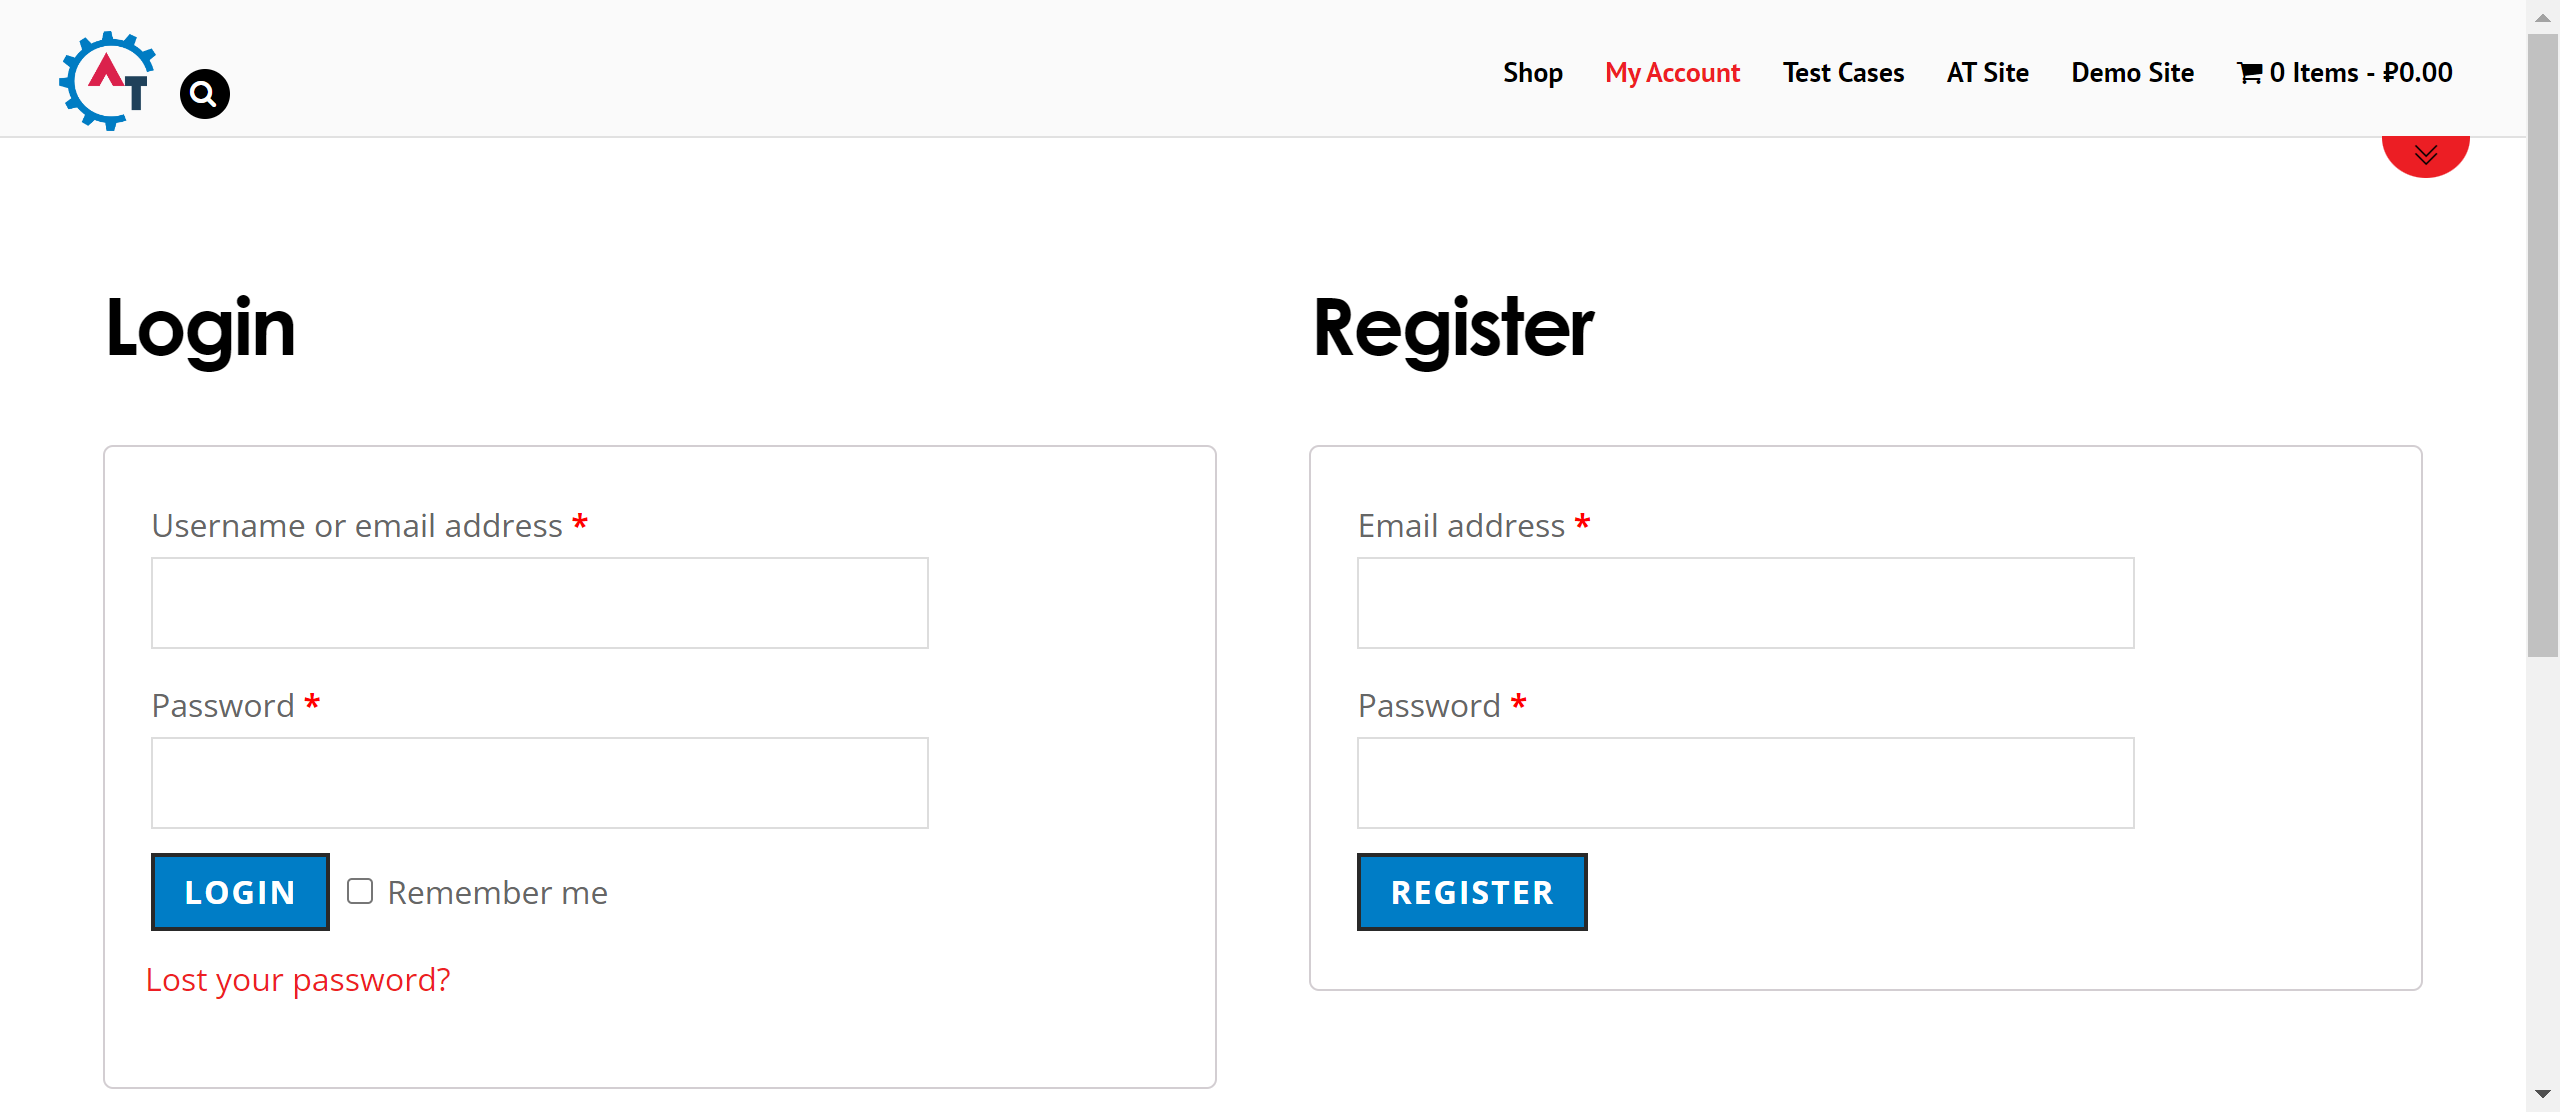 AT
Shop My Account Test Cases AT Site Demo Site 0 Items - ₽0.00
Login
Username or email address *
Password *
LOGIN Remember me
Lost your password?
Register
Email address *
Password *
REGISTER